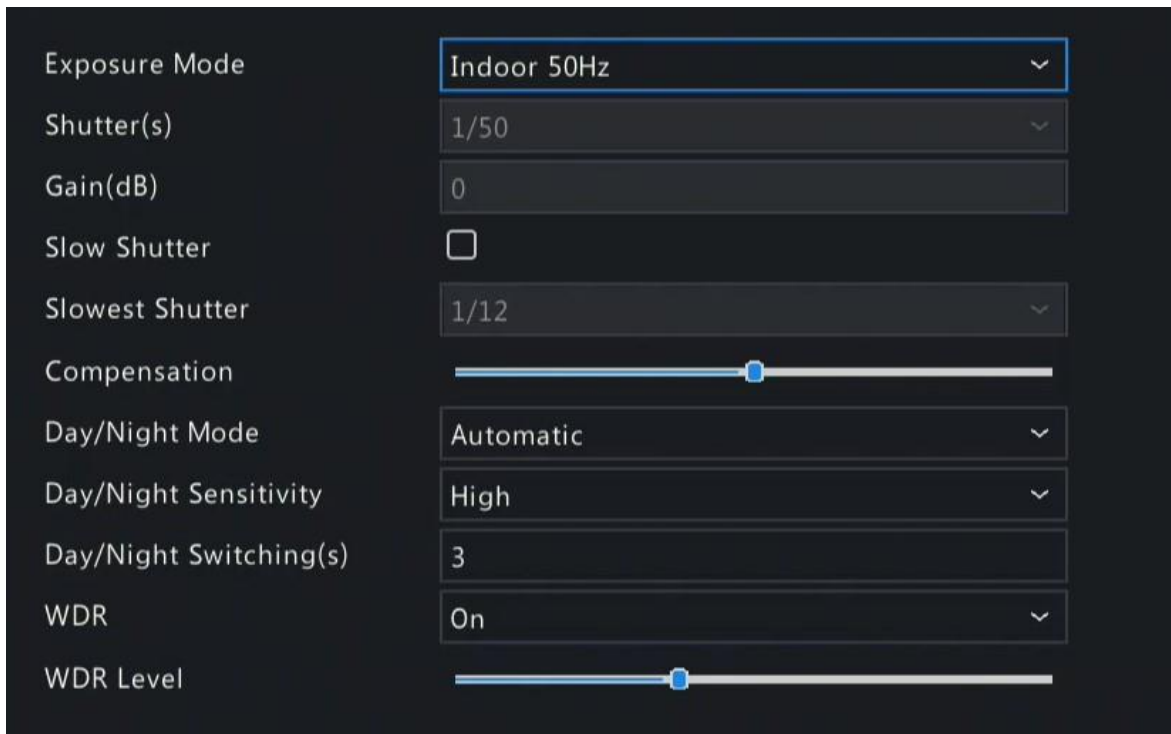 Exposure Mode Indoor 50Hz
Shutter(s) 1/50
Gain(dB) 0
Slow Shutter
Slowest Shutter 1/12
Compensation
Day/Night Mode Automatic
Day/Night Sensitivity High
Day/Night Switching(s) 3
WDR On
WDR Level